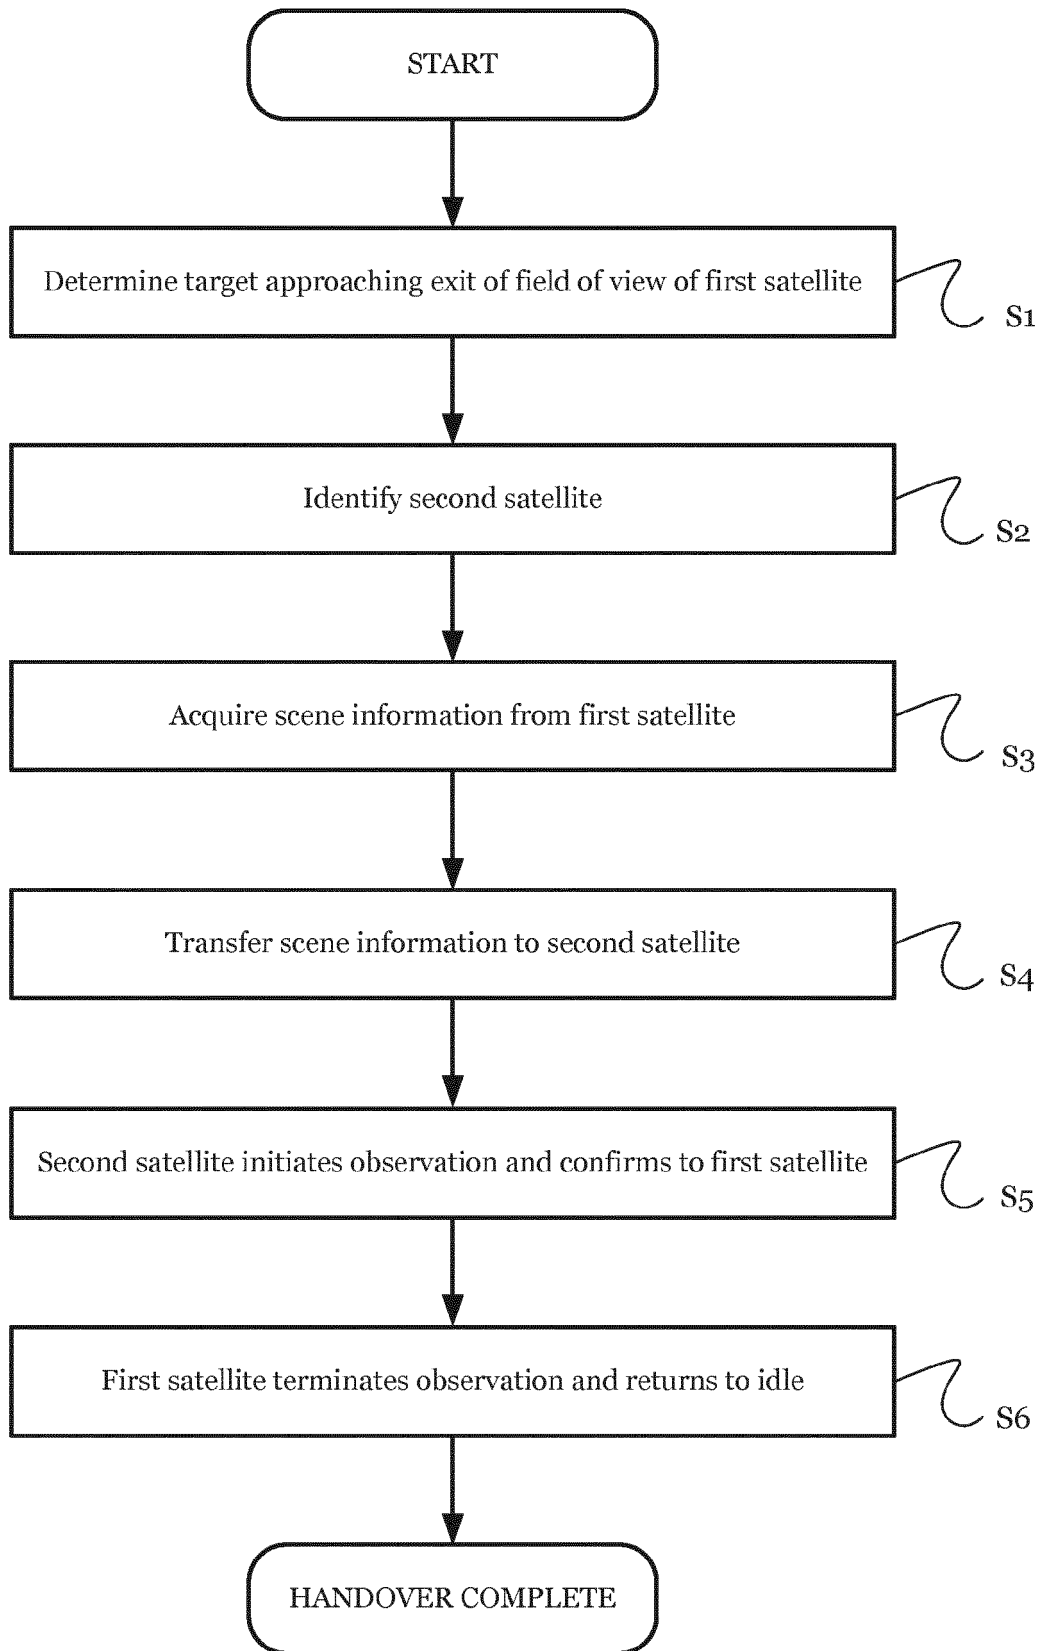 START
Determine target approaching exit of field of view of first satellite
S1
Identify second satellite
S2
Acquire scene information from first satellite
S3
Transfer scene information to second satellite
S4
Second satellite initiates observation and confirms to first satellite
S5
First satellite terminates observation and returns to idle
S6
HANDOVER COMPLETE